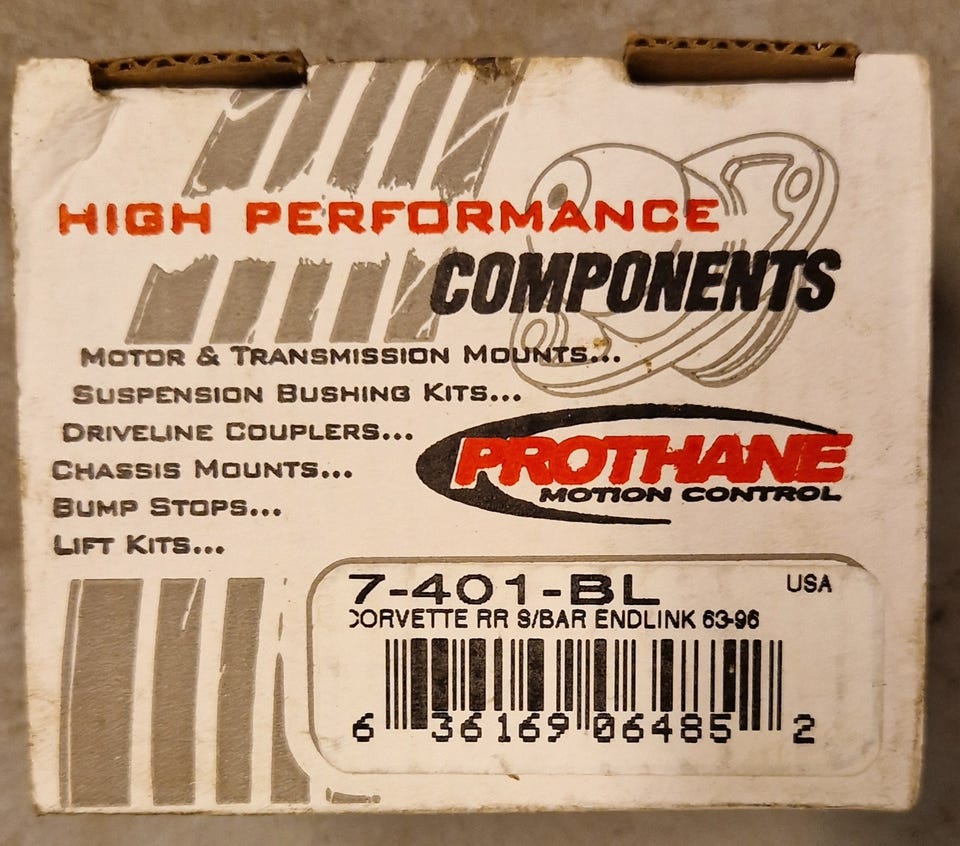 HIGH PERFORMANCE
COMPONENTS
MOTOR & TRANSMISSION MOUNTS...
SUSPENSION BUSHING KITS...
DRIVELINE COUPLERS...
CHASSIS MOUNTS...
BUMP STOPS...
LIFT KITS...
PROTHANE
MOTION CONTROL
7-401-BL USA
CORVETTE RR S/BAR ENDLINK 63-96
6 36169 06485 2